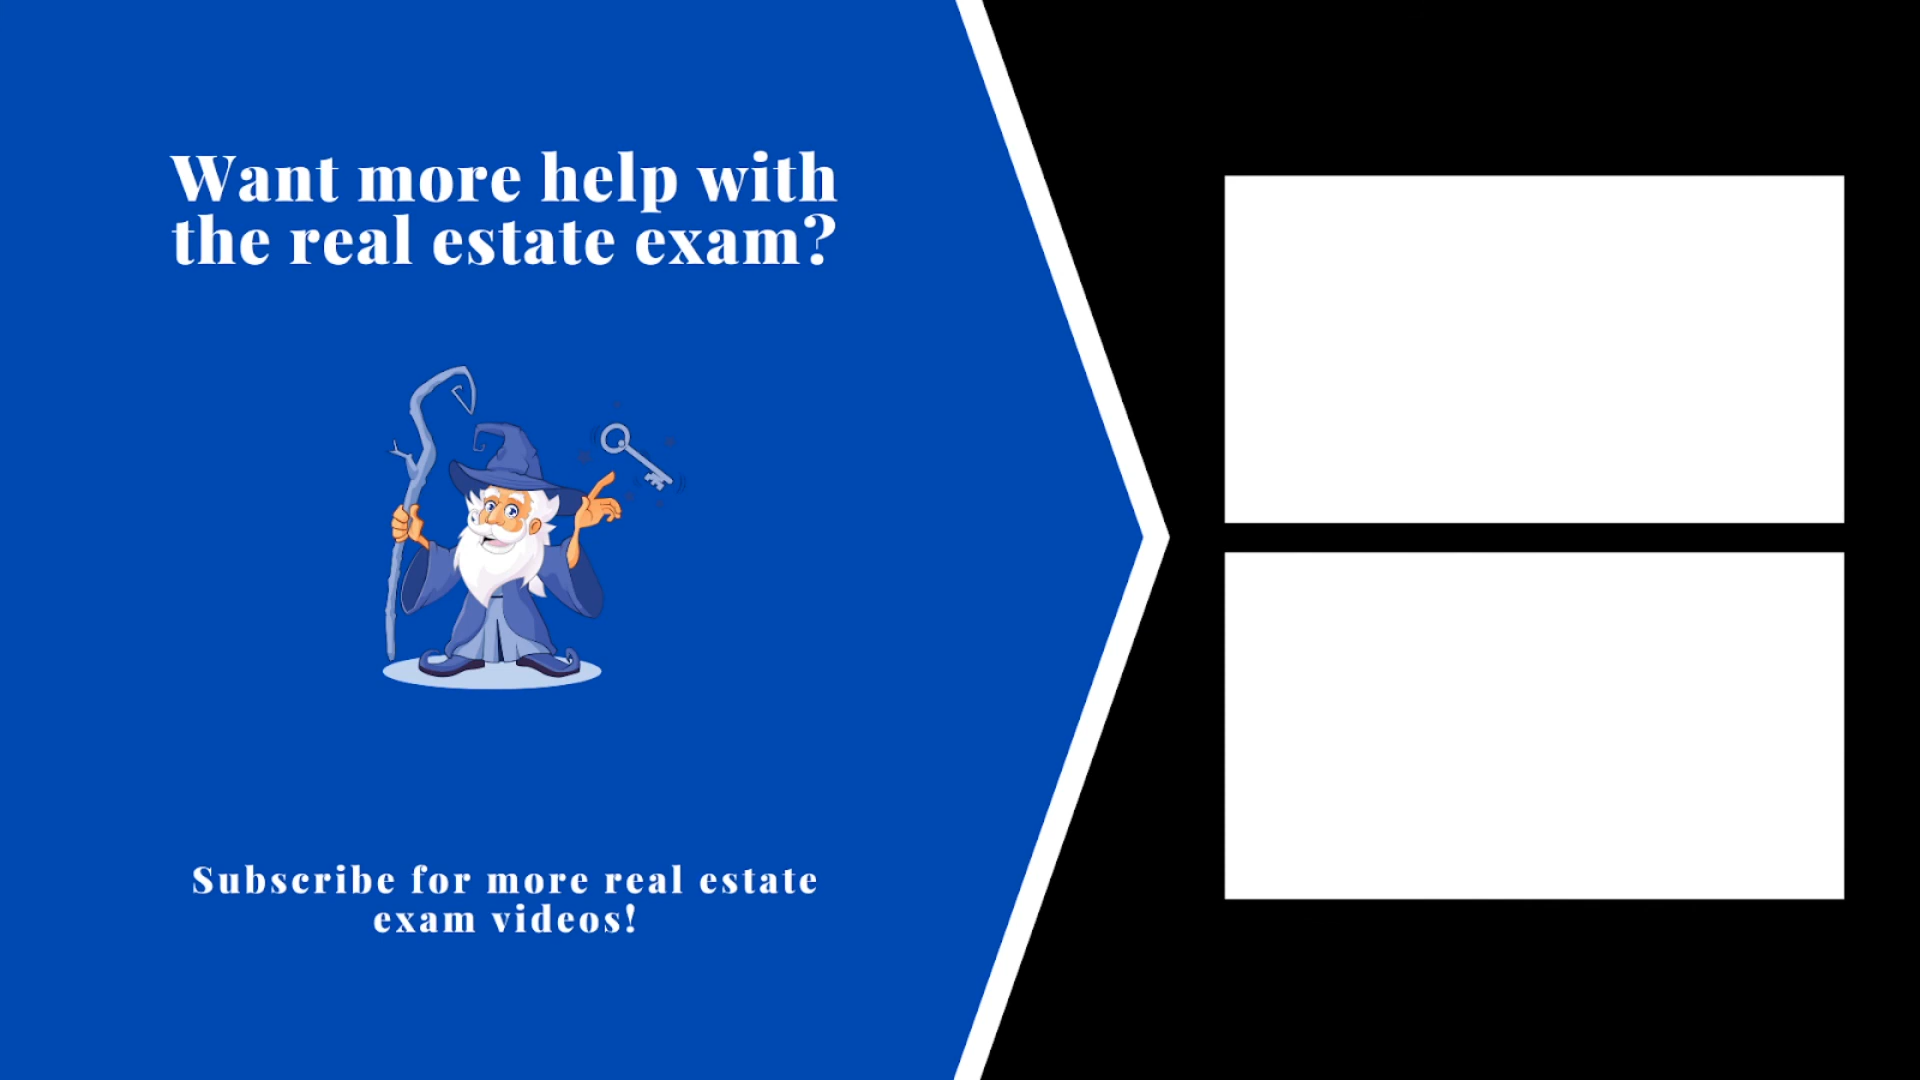 Want more help with
the real estate exam?
Subscribe for more real estate
exam videos!